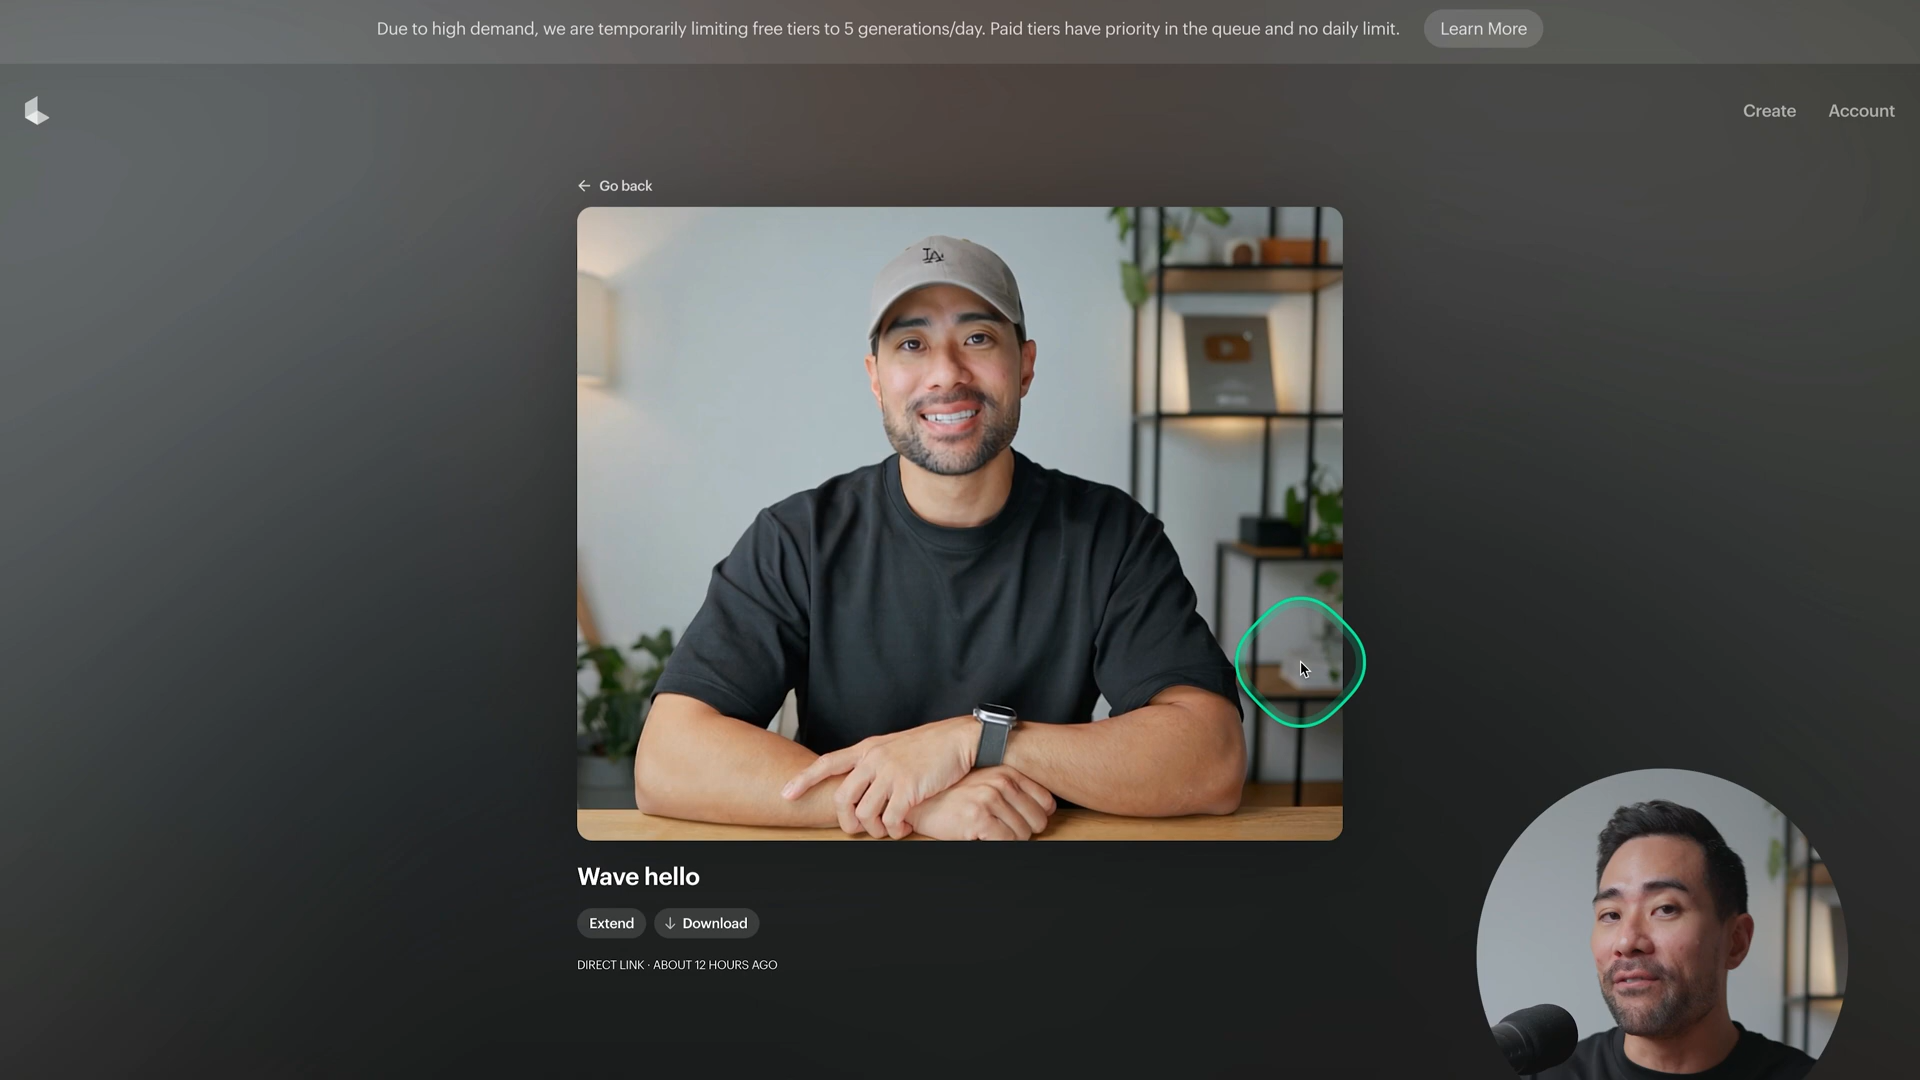 Due to high demand, we are temporarily limiting free tiers to 5 generations/day. Paid tiers have priority in the queue and no daily limit.
Learn More
Create
Account
← Go back
LA
Wave hello
Extend
↓ Download
DIRECT LINK · ABOUT 12 HOURS AGO